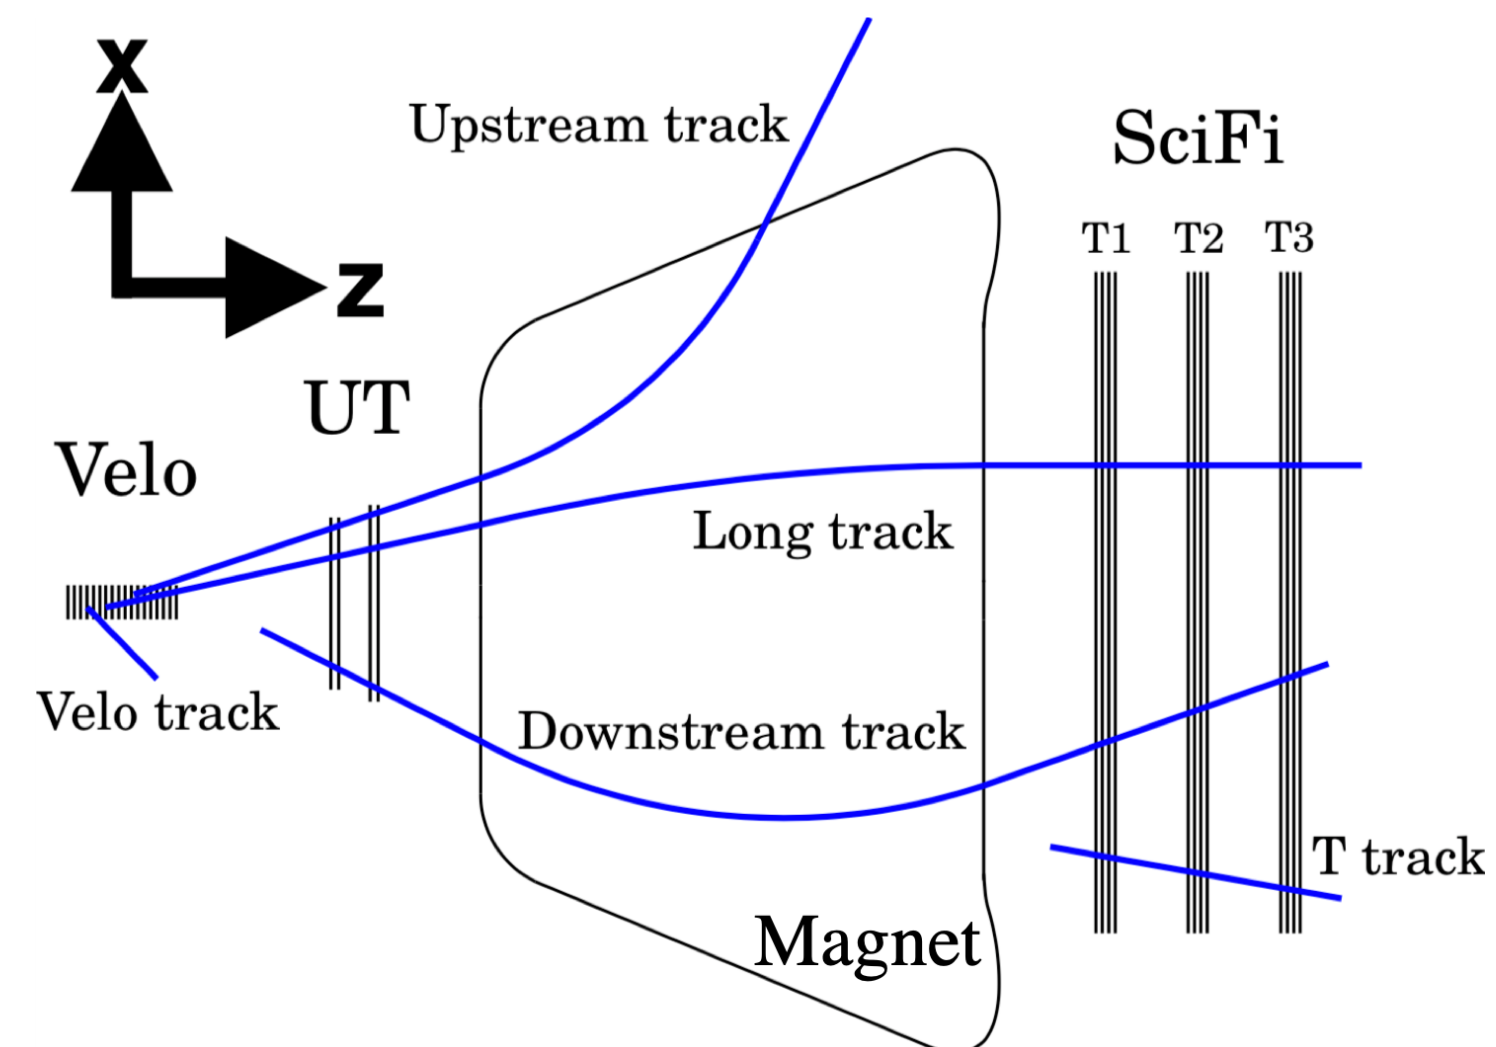 X
Upstream track
SciFi
T1 T2 T3
Z
UT
Velo
Long track
Velo track
Downstream track
T track
Magnet